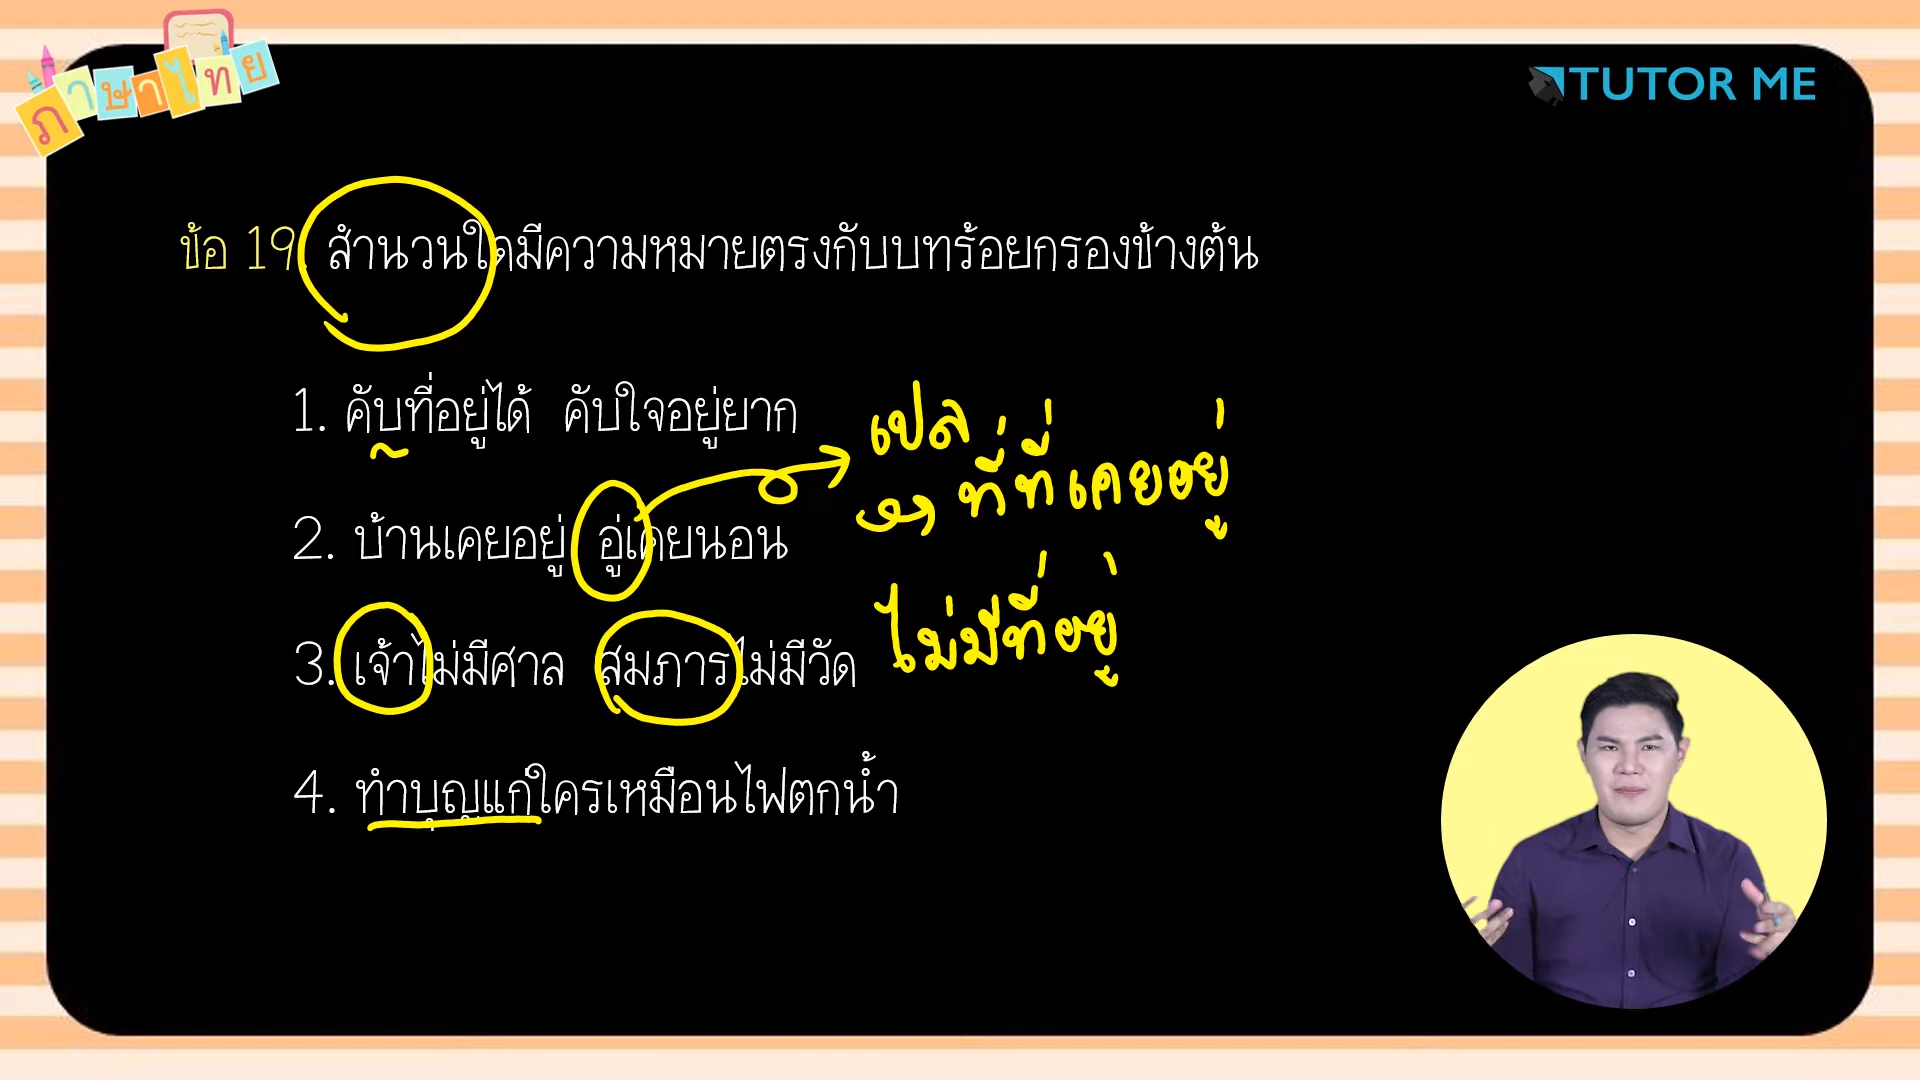 ภาษาไทย
TUTOR ME
ข้อ 19. สำนวนใดมีความหมายตรงกับบทร้อยกรองข้างต้น
1. คับที่อยู่ได้ คับใจอยู่ยาก
เปล
ที่ที่เคยอยู่
2. บ้านเคยอยู่ อู่เคยนอน
ไม่มีที่อยู่
3. เจ้าไม่มีศาล สมภารไม่มีวัด
4. ทำบุญแก่ใครเหมือนไฟตกน้ำ